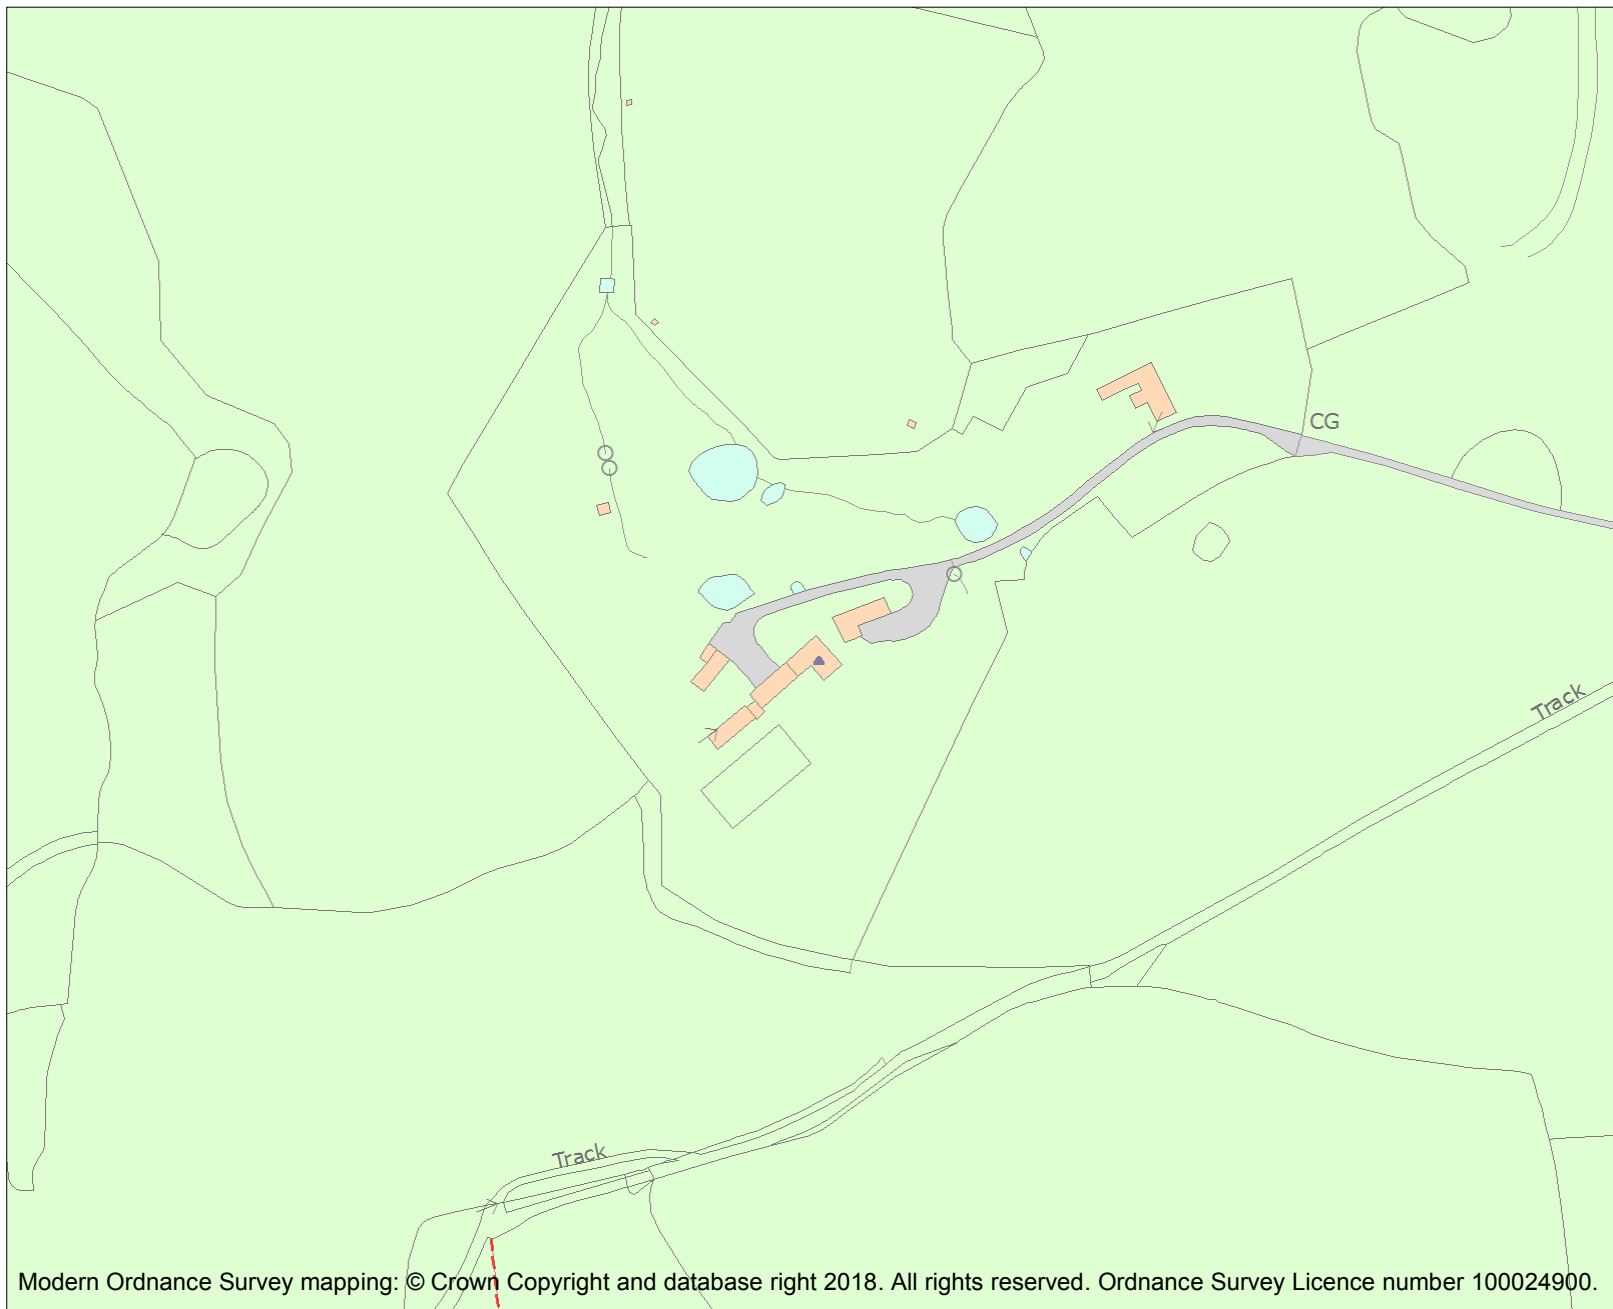 CG
Track
Track
Modern Ordnance Survey mapping: © Crown Copyright and database right 2018. All rights reserved. Ordnance Survey Licence number 100024900.